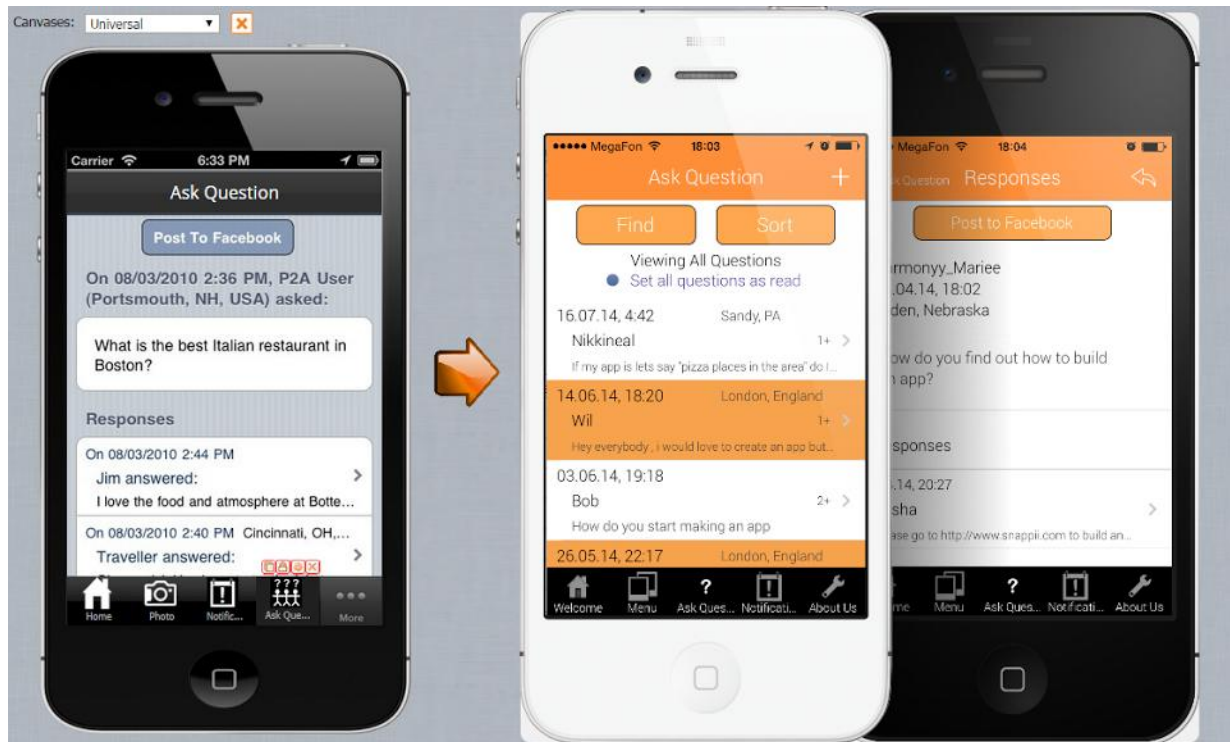 Canvases: Universal
Carrier 6:33 PM
Ask Question
Post To Facebook
On 08/03/2010 2:36 PM, P2A User
(Portsmouth, NH, USA) asked:
What is the best Italian restaurant in
Boston?
Responses
On 08/03/2010 2:44 PM
Jim answered:
I love the food and atmosphere at Botte...
On 08/03/2010 2:40 PM Cincinnati, OH,...
Traveller answered:
Home Photo Notific... Ask Que... More
MegaFon 18:03
Ask Question +
Find Sort
Viewing All Questions
Set all questions as read
16.07.14, 4:42 Sandy, PA
Nikkineal 1+
If my app is lets say "pizza places in the area" do I...
14.06.14, 18:20 London, England
Wil 1+
Hey everybody , i would love to create an app but...
03.06.14, 19:18
Bob 2+
How do you start making an app
26.05.14, 22:17 London, England
Welcome Menu ? Ask Ques... Notificati... About Us
MegaFon 18:04
Question Responses
Post to Facebook
rmonyy_Mariee
.04.14, 18:02
den, Nebraska
ow do you find out how to build
app?
sponses
.14, 20:27
sha
ase go to http://www.snappii.com to build an...
me Menu ? Ask Ques... Notificati... About Us